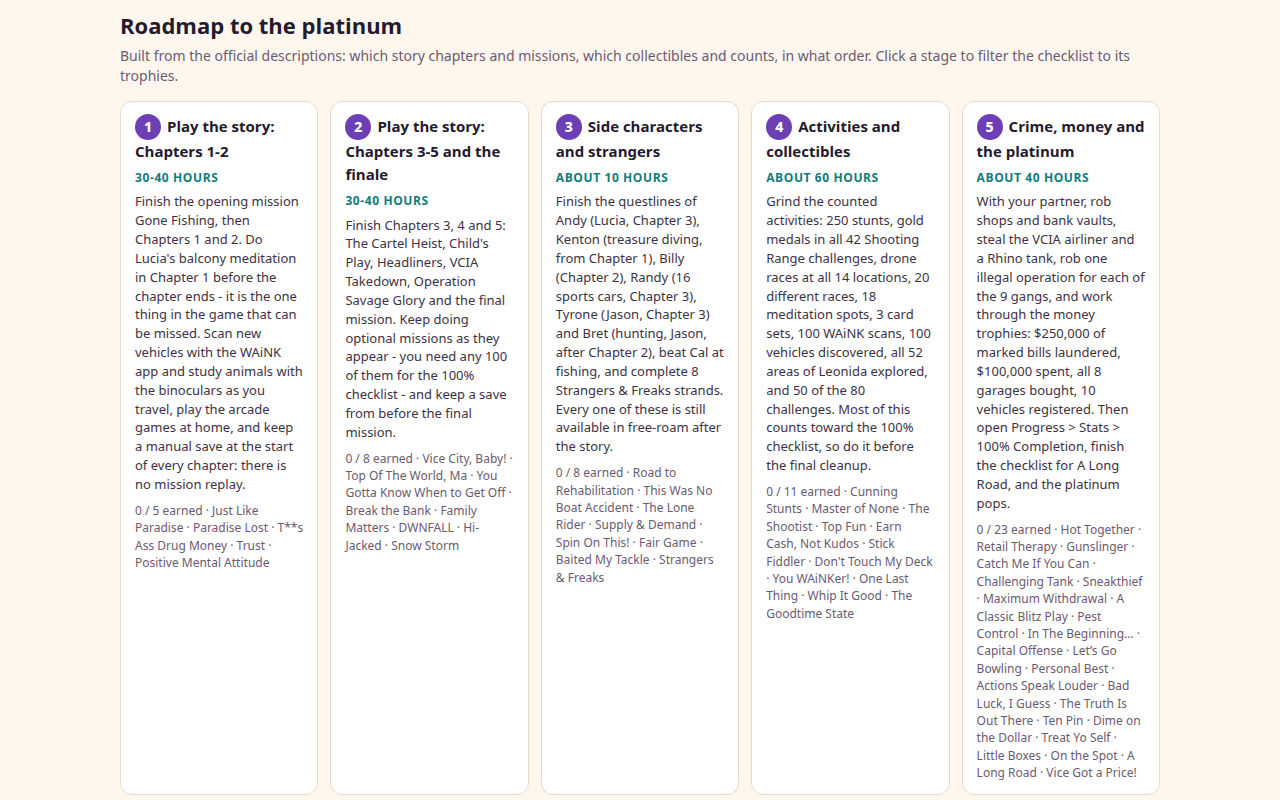 Roadmap to the platinum
Built from the official descriptions: which story chapters and missions, which collectibles and counts, in what order. Click a stage to filter the checklist to its
trophies.
1 Play the story:
Chapters 1-2
30-40 HOURS
Finish the opening mission
Gone Fishing, then
Chapters 1 and 2. Do
Lucia's balcony meditation
in Chapter 1 before the
chapter ends - it is the one
thing in the game that can
be missed. Scan new
vehicles with the WAiNK
app and study animals with
the binoculars as you
travel, play the arcade
games at home, and keep
a manual save at the start
of every chapter: there is
no mission replay.
0 / 5 earned · Just Like
Paradise · Paradise Lost · T**s
Ass Drug Money · Trust ·
Positive Mental Attitude
2 Play the story:
Chapters 3-5 and the
finale
30-40 HOURS
Finish Chapters 3, 4 and 5:
The Cartel Heist, Child's
Play, Headliners, VCIA
Takedown, Operation
Savage Glory and the final
mission. Keep doing
optional missions as they
appear - you need any 100
of them for the 100%
checklist - and keep a save
from before the final
mission.
0 / 8 earned · Vice City, Baby! ·
Top Of The World, Ma · You
Gotta Know When to Get Off ·
Break the Bank · Family
Matters · DWNFALL · Hi-
Jacked · Snow Storm
3 Side characters
and strangers
ABOUT 10 HOURS
Finish the questlines of
Andy (Lucia, Chapter 3),
Kenton (treasure diving,
from Chapter 1), Billy
(Chapter 2), Randy (16
sports cars, Chapter 3),
Tyrone (Jason, Chapter 3)
and Bret (hunting, Jason,
after Chapter 2), beat Cal at
fishing, and complete 8
Strangers & Freaks strands.
Every one of these is still
available in free-roam after
the story.
0 / 8 earned · Road to
Rehabilitation · This Was No
Boat Accident · The Lone
Rider · Supply & Demand ·
Spin On This! · Fair Game ·
Baited My Tackle · Strangers
& Freaks
4 Activities and
collectibles
ABOUT 60 HOURS
Grind the counted
activities: 250 stunts, gold
medals in all 42 Shooting
Range challenges, drone
races at all 14 locations, 20
different races, 18
meditation spots, 3 card
sets, 100 WAiNK scans, 100
vehicles discovered, all 52
areas of Leonida explored,
and 50 of the 80
challenges. Most of this
counts toward the 100%
checklist, so do it before
the final cleanup.
0 / 11 earned · Cunning
Stunts · Master of None · The
Shootist · Top Fun · Earn
Cash, Not Kudos · Stick
Fiddler · Don't Touch My Deck
· You WAiNKer! · One Last
Thing · Whip It Good · The
Goodtime State
5 Crime, money and
the platinum
ABOUT 40 HOURS
With your partner, rob
shops and bank vaults,
steal the VCIA airliner and
a Rhino tank, rob one
illegal operation for each of
the 9 gangs, and work
through the money
trophies: $250,000 of
marked bills laundered,
$100,000 spent, all 8
garages bought, 10
vehicles registered. Then
open Progress > Stats >
100% Completion, finish
the checklist for A Long
Road, and the platinum
pops.
0 / 23 earned · Hot Together ·
Retail Therapy · Gunslinger ·
Catch Me If You Can ·
Challenging Tank · Sneakthief
· Maximum Withdrawal · A
Classic Blitz Play · Pest
Control · In The Beginning... ·
Capital Offense · Let's Go
Bowling · Personal Best ·
Actions Speak Louder · Bad
Luck, I Guess · The Truth Is
Out There · Ten Pin · Dime on
the Dollar · Treat Yo Self ·
Little Boxes · On the Spot · A
Long Road · Vice Got a Price!